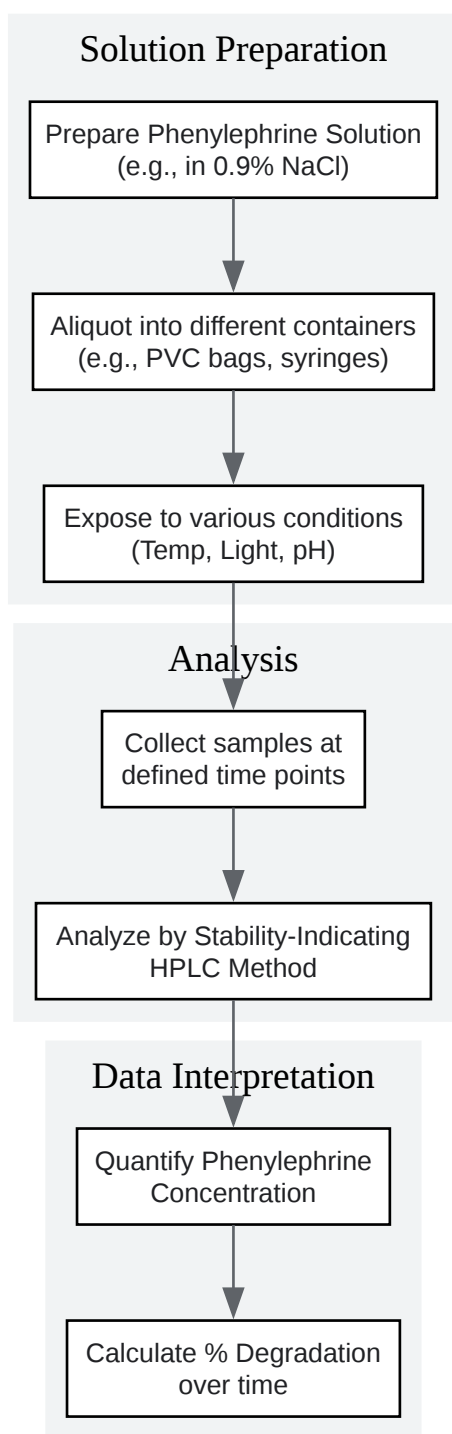 Solution Preparation
Prepare Phenylephrine Solution
(e.g., in 0.9% NaCl)
Aliquot into different containers
(e.g., PVC bags, syringes)
Expose to various conditions
(Temp, Light, pH)
Analysis
Collect samples at
defined time points
Analyze by Stability-Indicating
HPLC Method
Data Interpretation
Quantify Phenylephrine
Concentration
Calculate % Degradation
over time